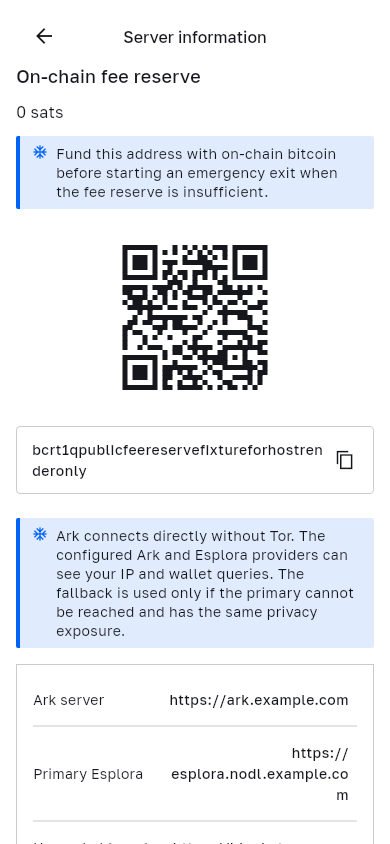 Server information
On-chain fee reserve
0 sats
Fund this address with on-chain bitcoin
before starting an emergency exit when
the fee reserve is insufficient.
bcrt1qpublicfeereservefixtureforhostren
deronly
Ark connects directly without Tor. The
configured Ark and Esplora providers can
see your IP and wallet queries. The
fallback is used only if the primary cannot
be reached and has the same privacy
exposure.
Ark server https://ark.example.com
https://
Primary Esplora esplora.nodl.example.co
m